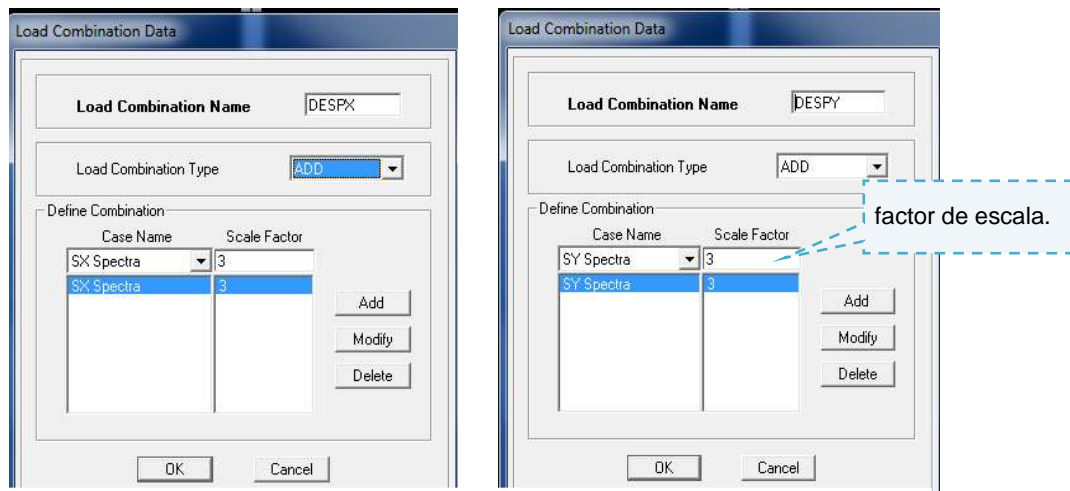 Load Combination Data
Load Combination Name DESPX
Load Combination Type ADD
Define Combination
Case Name Scale Factor
SX Spectra 3
SX Spectra 3
Add
Modify
Delete
OK Cancel
Load Combination Data
Load Combination Name DESPY
Load Combination Type ADD
factor de escala.
Define Combination
Case Name Scale Factor
SY Spectra 3
SY Spectra 3
Add
Modify
Delete
OK Cancel